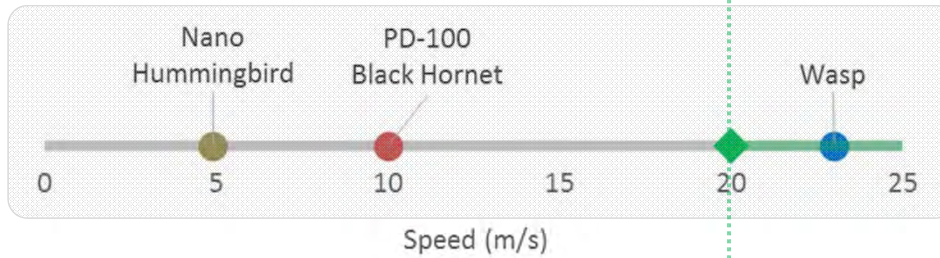 Nano
Hummingbird
PD-100
Black Hornet
Wasp
0 5 10 15 20 25
Speed (m/s)